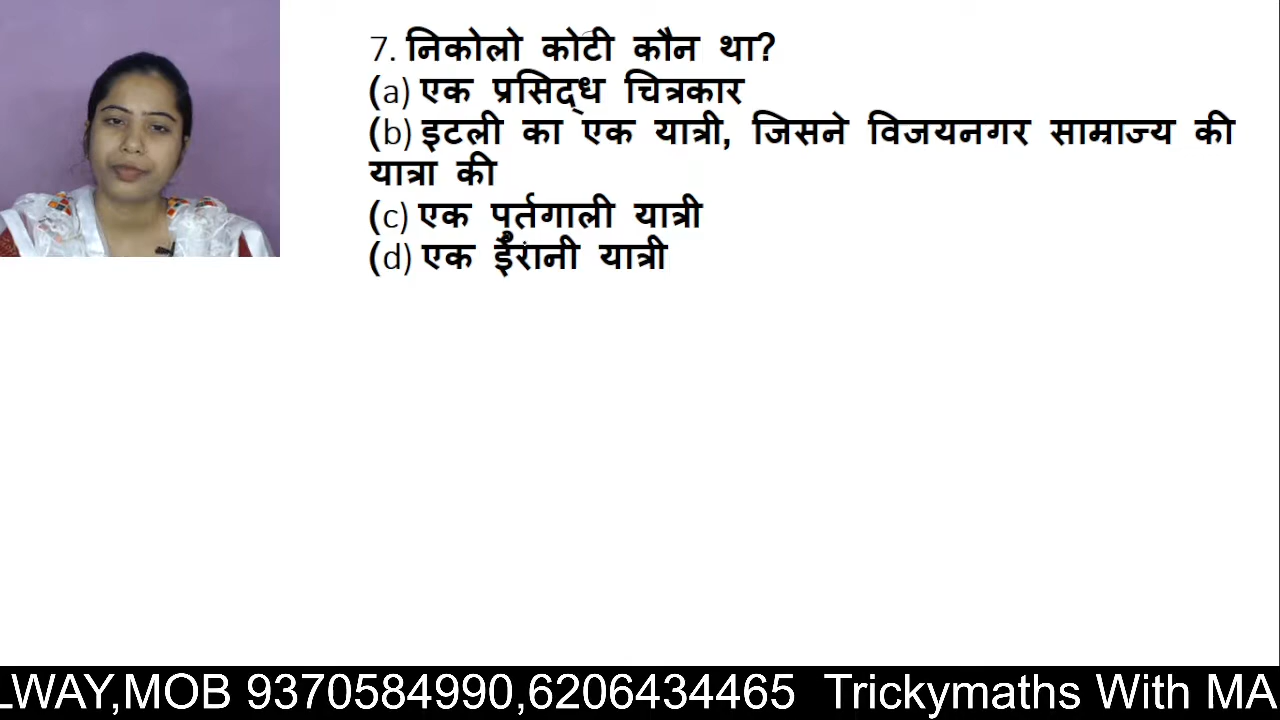 7. निकोलो कोटी कौन था?
(a) एक प्रसिद्ध चित्रकार
(b) इटली का एक यात्री, जिसने विजयनगर साम्राज्य की
यात्रा की
(c) एक पुर्तगाली यात्री
(d) एक ईरानी यात्री
LWAY,MOB 9370584990,6206434465 Trickymaths With MA